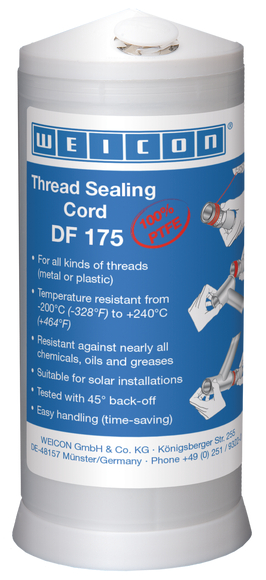 WEICON®
Thread Sealing
Cord
DF 175
100%
PTFE
• For all kinds of threads
(metal or plastic)
• Temperature resistant from
-200°C (-328°F) to +240°C
(+464°F)
• Resistant against nearly all
chemicals, oils and greases
• Suitable for solar installations
• Tested with 45° back-off
• Easy handling (time-saving)
WEICON GmbH & Co. KG · Königsberger Str. 255
DE-48157 Münster/Germany · Phone +49 (0) 251 / 9322-